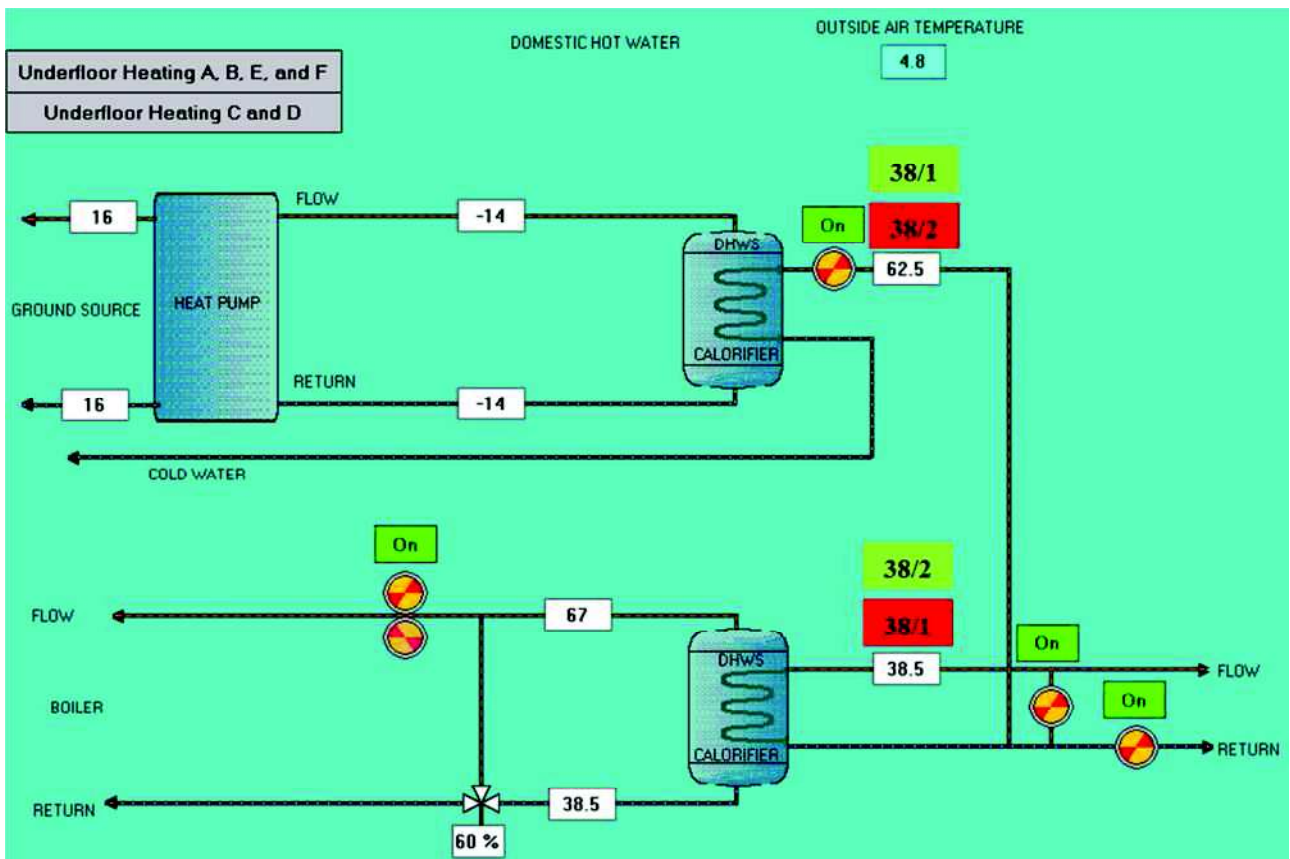 DOMESTIC HOT WATER
OUTSIDE AIR TEMPERATURE
4.8
Underfloor Heating A, B, E, and F
Underfloor Heating C and D
38/1
FLOW
16
-14
On
38/2
DHWS
62.5
GROUND SOURCE
HEAT PUMP
CALORIFIER
RETURN
16
-14
COLD WATER
On
38/2
FLOW
67
38/1
DHWS
38.5
On
FLOW
BOILER
On
CALORIFIER
RETURN
RETURN
38.5
60 %